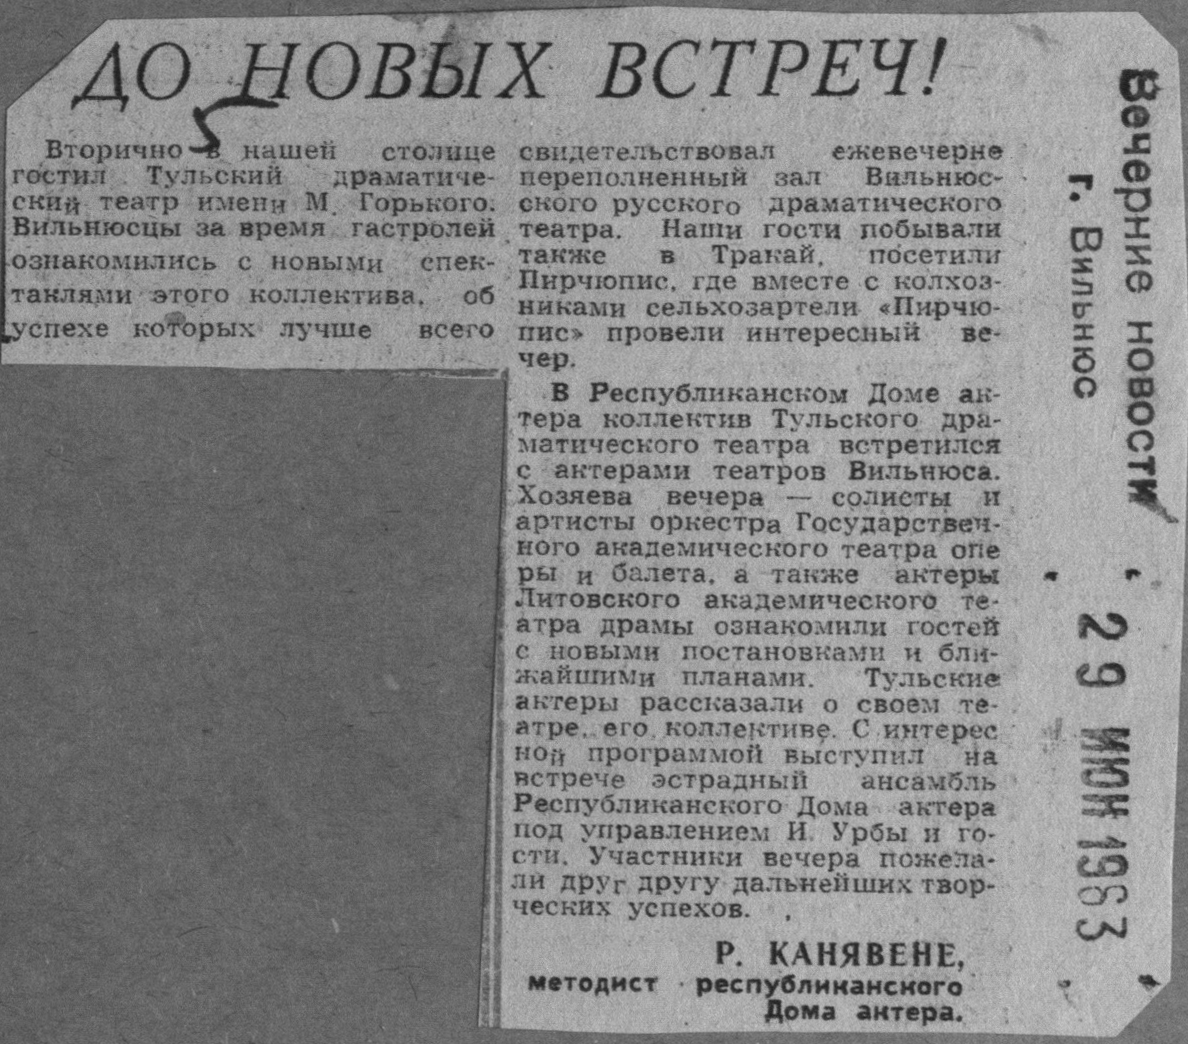 ДО НОВЫХ ВСТРЕЧ!
Вторично в нашей столице
гостил Тульский драматиче-
ский театр имени М. Горького.
Вильнюсцы за время гастролей
ознакомились с новыми спек-
таклями этого коллектива, об
успехе которых лучше всего
свидетельствовал ежевечерне
переполненный зал Вильнюс-
ского русского драматического
театра. Наши гости побывали
также в Тракай, посетили
Пирчюпис, где вместе с колхоз-
никами сельхозартели «Пирчю-
пис» провели интересный ве-
чер.
В Республиканском Доме ак-
тера коллектив Тульского дра-
матического театра встретился
с актерами театров Вильнюса.
Хозяева вечера — солисты и
артисты оркестра Государствен-
ного академического театра опе
ры и балета, а также актеры
Литовского академического те-
атра драмы ознакомили гостей
с новыми постановками и бли-
жайшими планами. Тульские
актеры рассказали о своем те-
атре, его коллективе. С интерес
ной программой выступил на
встрече эстрадный ансамбль
Республиканского Дома актера
под управлением И. Урбы и го-
сти. Участники вечера пожела-
ли друг другу дальнейших твор-
ческих успехов.
Р. КАНЯВЕНЕ,
методист республиканского
Дома актера.
Вечерние новости
г. Вильнюс
29 ИЮН 1963